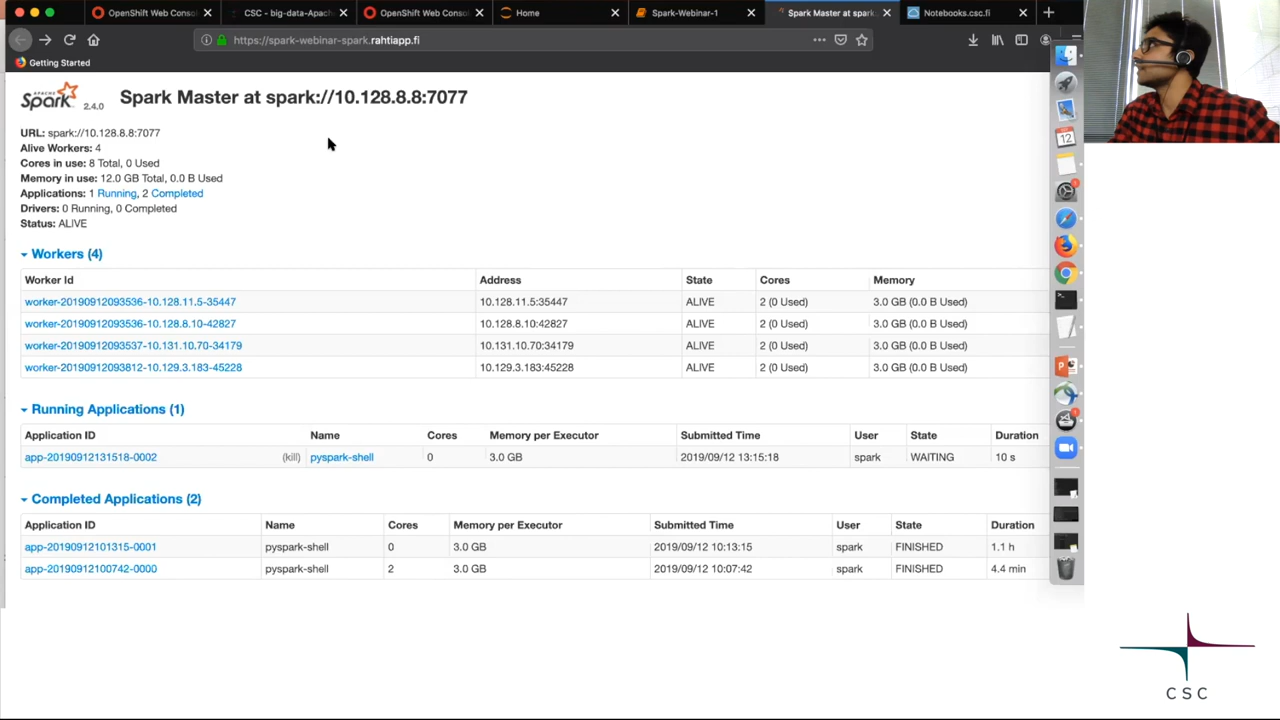 OpenShift Web Conso
CSC - big-data-Apach
OpenShift Web Conso
Home
Spark-Webinar-1
Spark Master at spark
Notebooks.csc.fi
https://spark-webinar-spark.rahtiapp.fi
Getting Started
APACHE Spark 2.4.0
Spark Master at spark://10.128.8.8:7077
URL: spark://10.128.8.8:7077
Alive Workers: 4
Cores in use: 8 Total, 0 Used
Memory in use: 12.0 GB Total, 0.0 B Used
Applications: 1 Running, 2 Completed
Drivers: 0 Running, 0 Completed
Status: ALIVE
Workers (4)
Worker Id Address State Cores Memory
worker-20190912093536-10.128.11.5-35447 10.128.11.5:35447 ALIVE 2 (0 Used) 3.0 GB (0.0 B Used)
worker-20190912093536-10.128.8.10-42827 10.128.8.10:42827 ALIVE 2 (0 Used) 3.0 GB (0.0 B Used)
worker-20190912093537-10.131.10.70-34179 10.131.10.70:34179 ALIVE 2 (0 Used) 3.0 GB (0.0 B Used)
worker-20190912093812-10.129.3.183-45228 10.129.3.183:45228 ALIVE 2 (0 Used) 3.0 GB (0.0 B Used)
Running Applications (1)
Application ID Name Cores Memory per Executor Submitted Time User State Duration
app-20190912131518-0002 (kill) pyspark-shell 0 3.0 GB 2019/09/12 13:15:18 spark WAITING 10 s
Completed Applications (2)
Application ID Name Cores Memory per Executor Submitted Time User State Duration
app-20190912101315-0001 pyspark-shell 0 3.0 GB 2019/09/12 10:13:15 spark FINISHED 1.1 h
app-20190912100742-0000 pyspark-shell 2 3.0 GB 2019/09/12 10:07:42 spark FINISHED 4.4 min
12
CSC